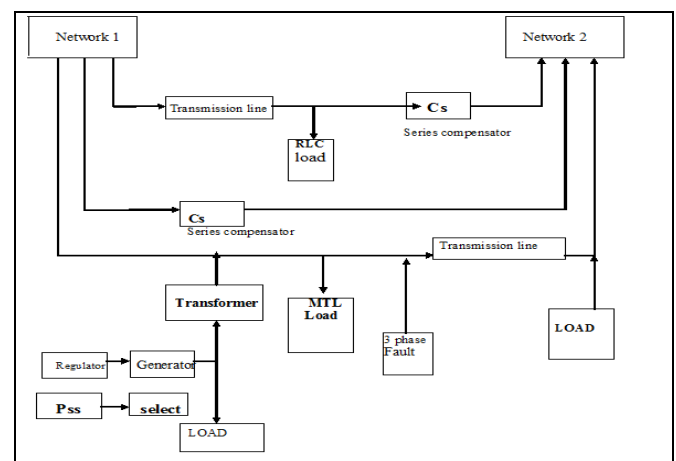 Network 1
Network 2
Transmission line
Cs
Series compensator
RLC
load
Cs
Series compensator
Transmission line
Transformer
MTL
Load
3 phase
Fault
LOAD
Regulator
Generator
Pss
select
LOAD